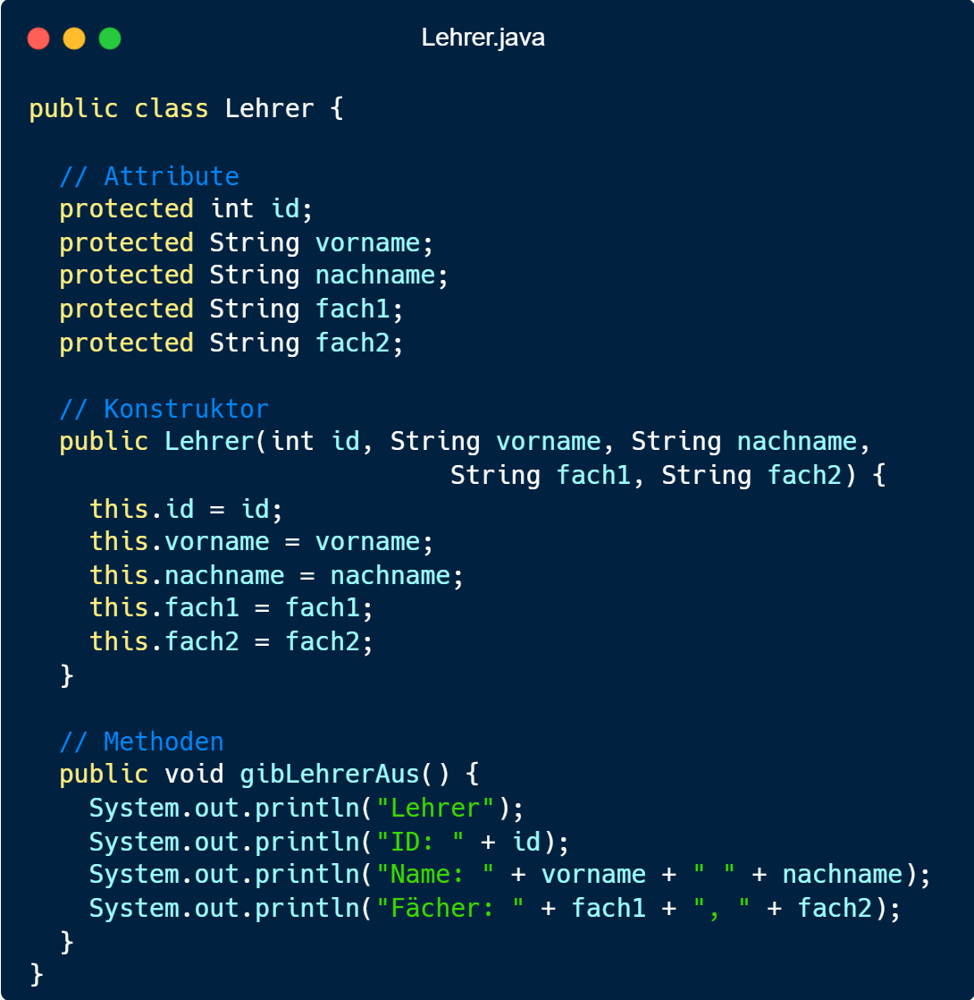 Lehrer.java
public class Lehrer {
// Attribute
protected int id;
protected String vorname;
protected String nachname;
protected String fach1;
protected String fach2;
// Konstruktor
public Lehrer(int id, String vorname, String nachname,
String fach1, String fach2) {
this.id = id;
this.vorname = vorname;
this.nachname = nachname;
this.fach1 = fach1;
this.fach2 = fach2;
}
// Methoden
public void gibLehrerAus() {
System.out.println("Lehrer");
System.out.println("ID: " + id);
System.out.println("Name: " + vorname + " " + nachname);
System.out.println("Fächer: " + fach1 + ", " + fach2);
}
}